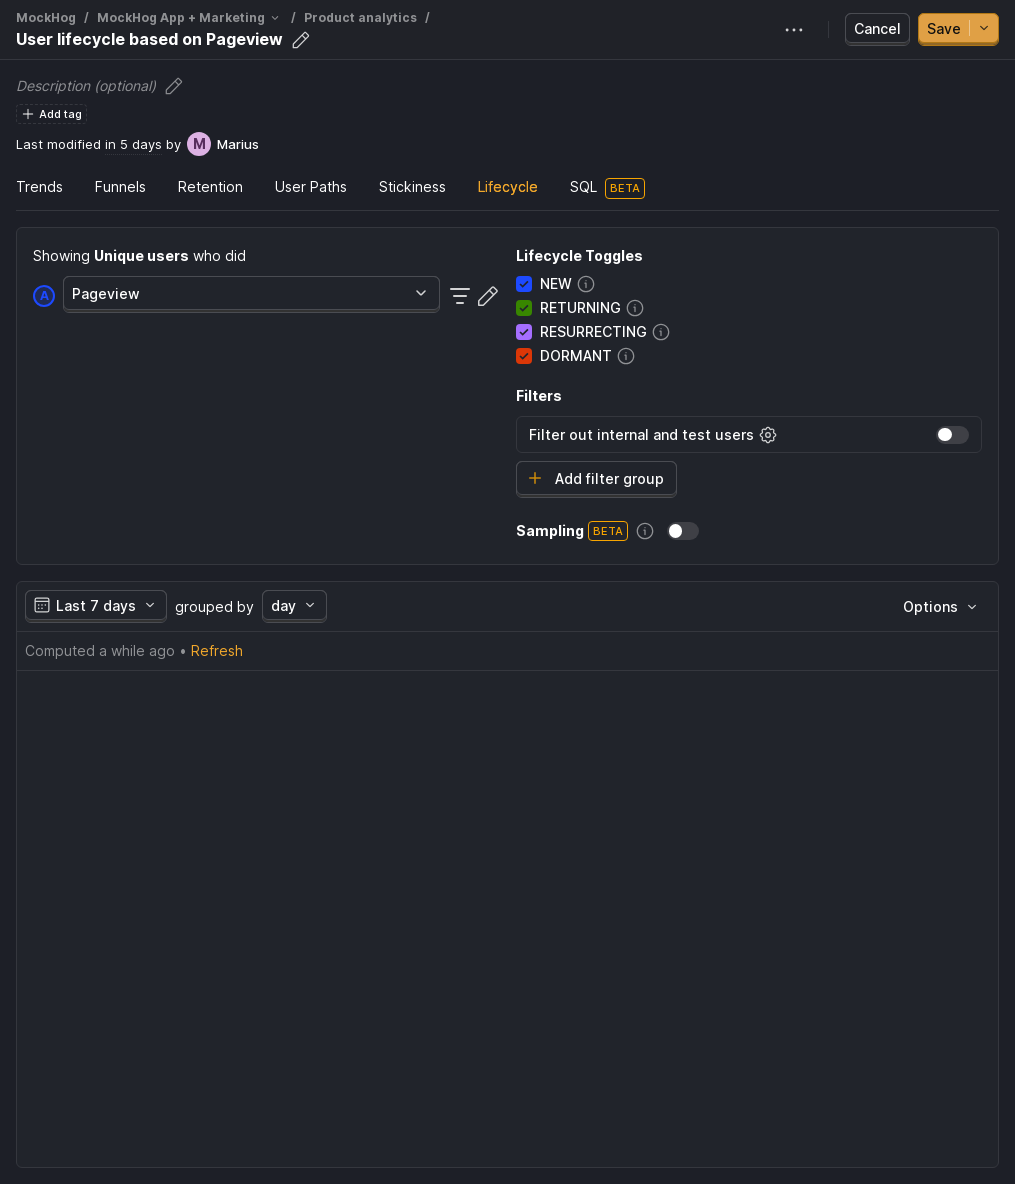 MockHog / MockHog App + Marketing / Product analytics /
User lifecycle based on Pageview
Cancel
Save
Description (optional)
Add tag
Last modified in 5 days by M Marius
Trends Funnels Retention User Paths Stickiness Lifecycle SQL BETA
Showing Unique users who did
A Pageview
Lifecycle Toggles
NEW
RETURNING
RESURRECTING
DORMANT
Filters
Filter out internal and test users
Add filter group
Sampling BETA
Last 7 days grouped by day
Options
Computed a while ago • Refresh